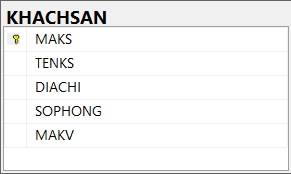 KHACHSAN
MAKS
TENKS
DIACHI
SOPHONG
MAKV